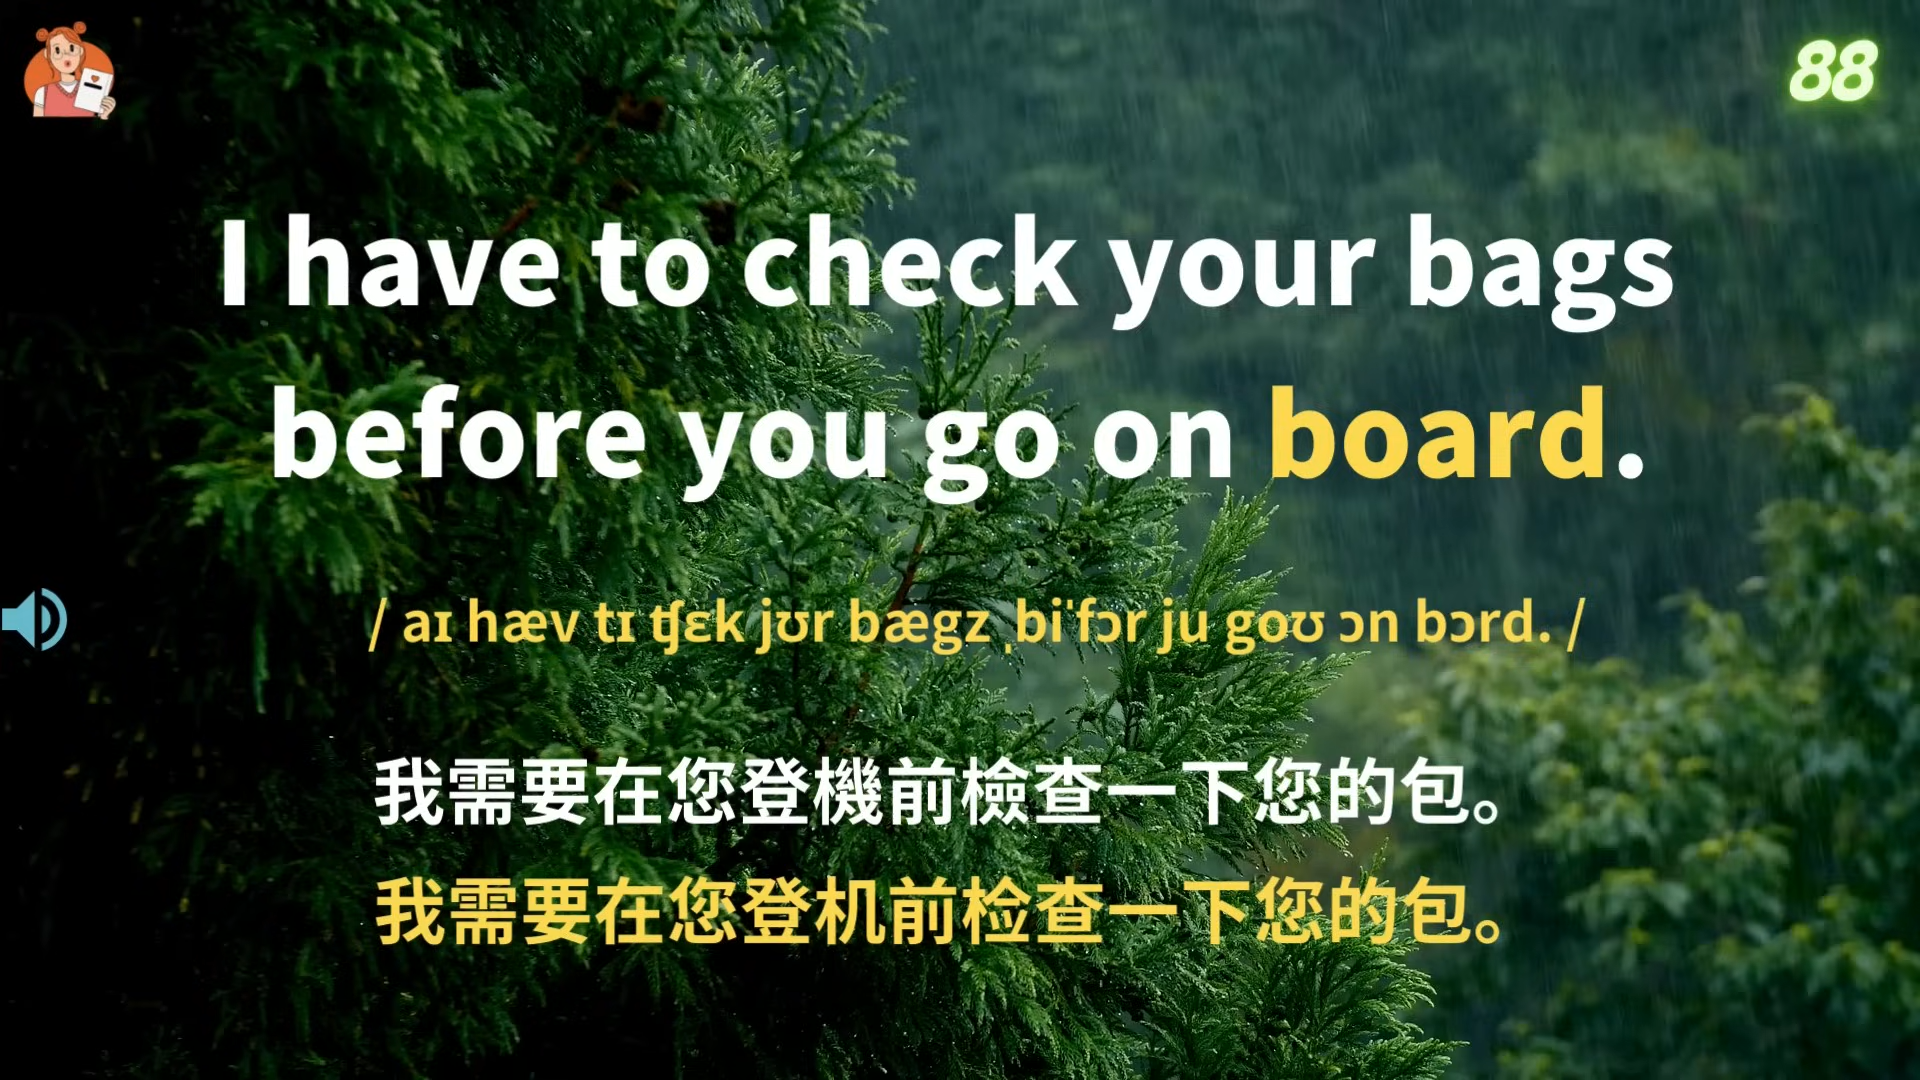 88
I have to check your bags
before you go on board.
/ aɪ hæv tɪ ʧɛk jʊr bægz ˌbiˈfɔr ju goʊ ɔn bɔrd. /
我需要在您登機前檢查一下您的包。
我需要在您登机前检查一下您的包。